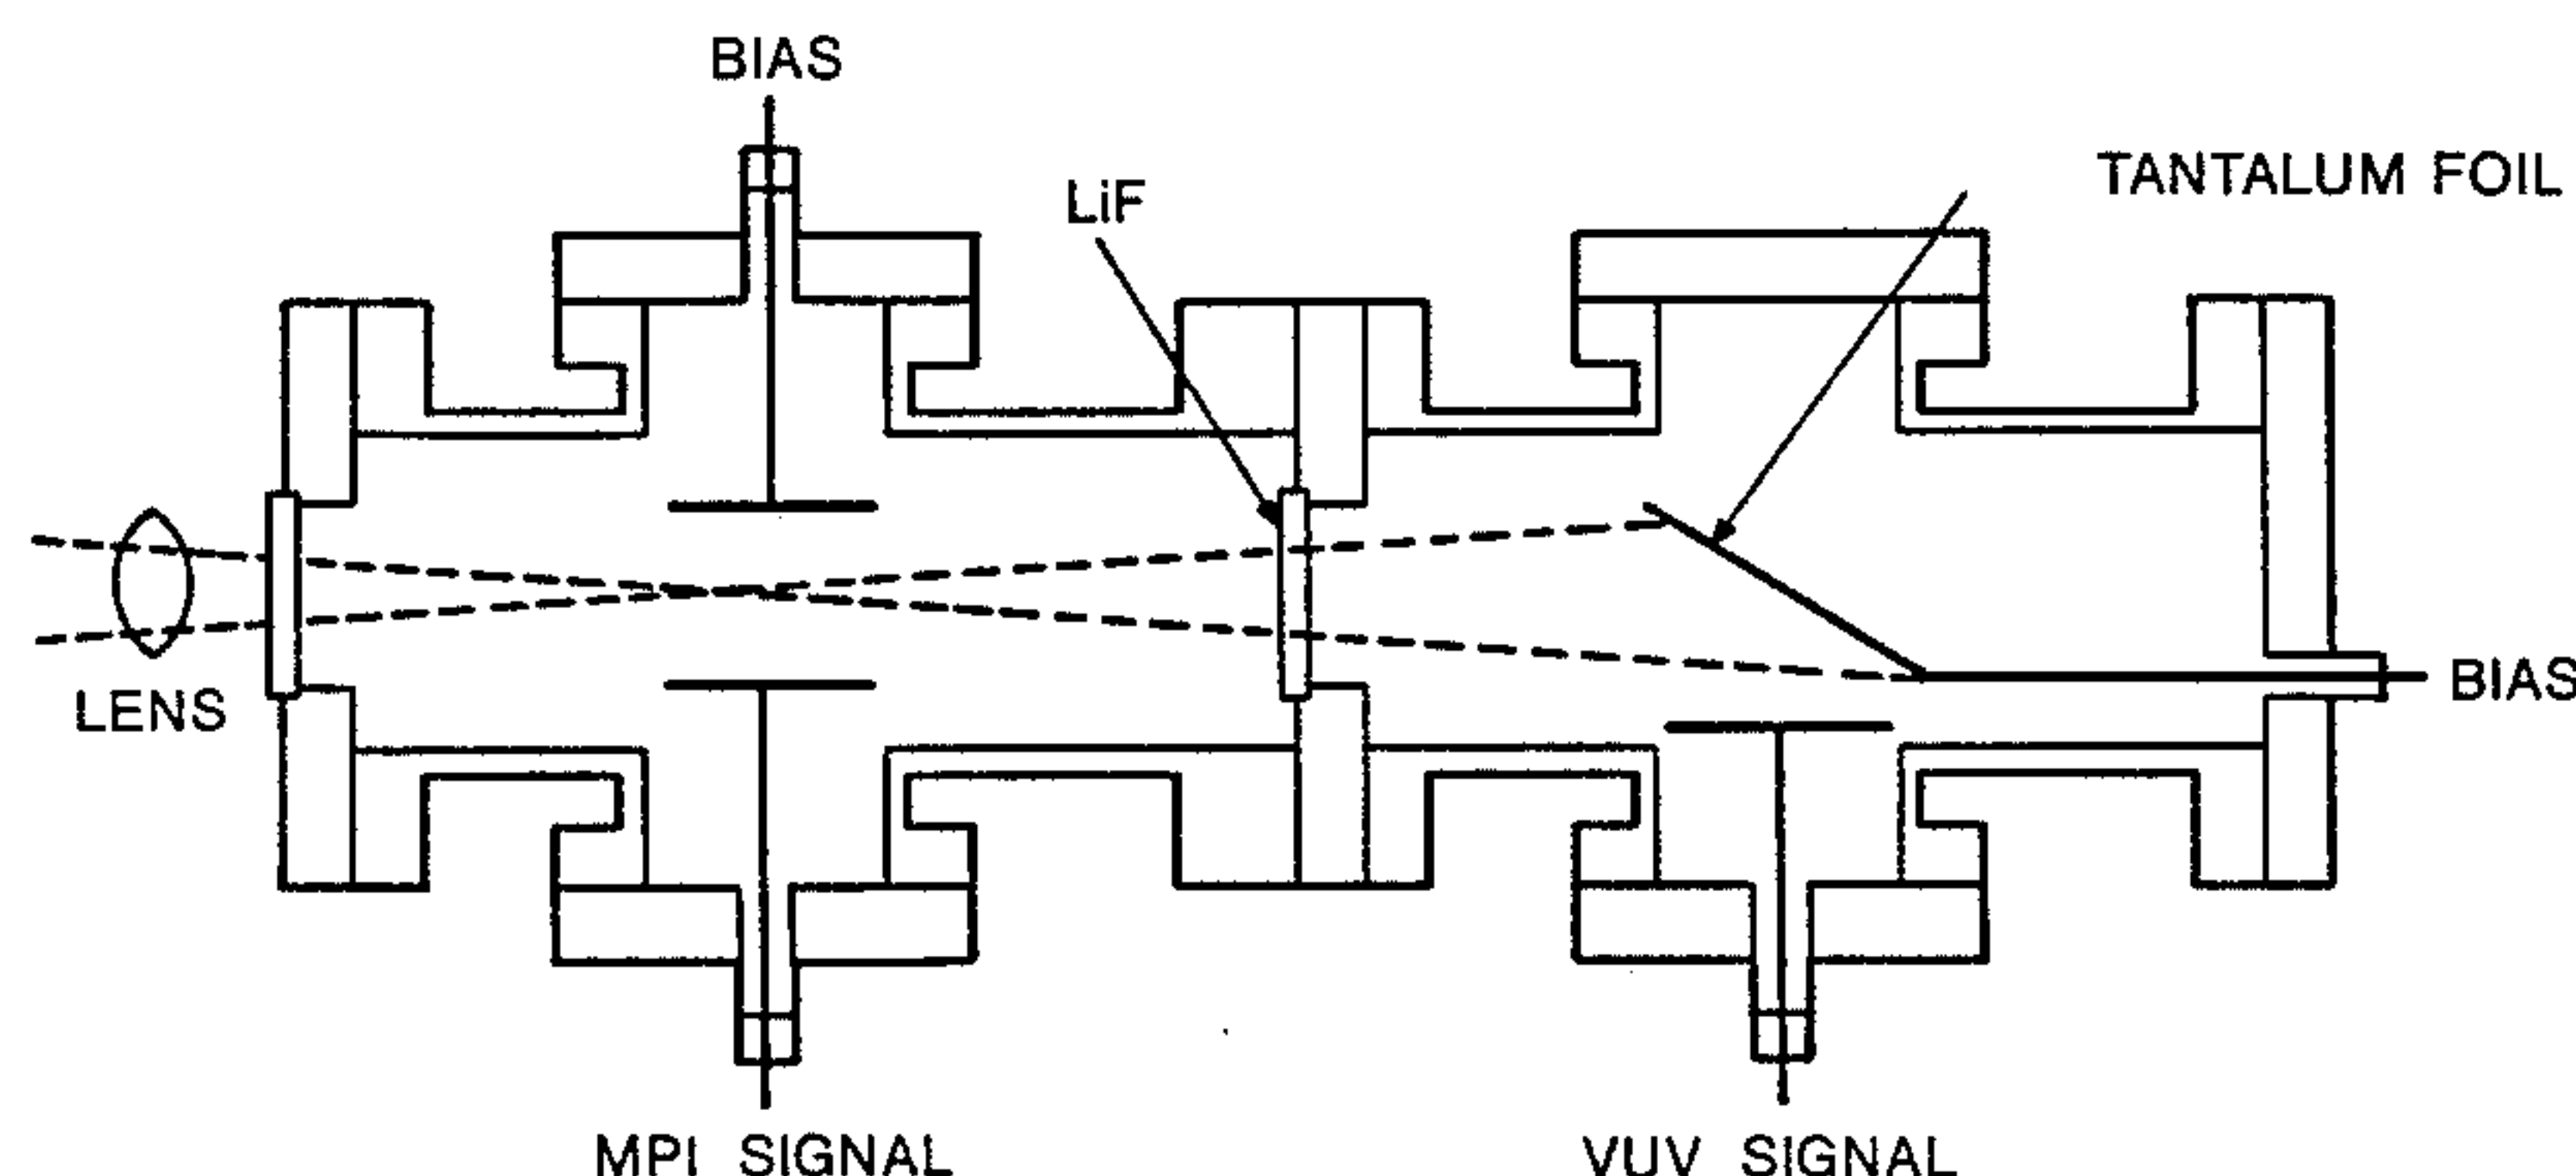 BIAS
LiF
TANTALUM FOIL
LENS
BIAS
MPI SIGNAL
VUV SIGNAL